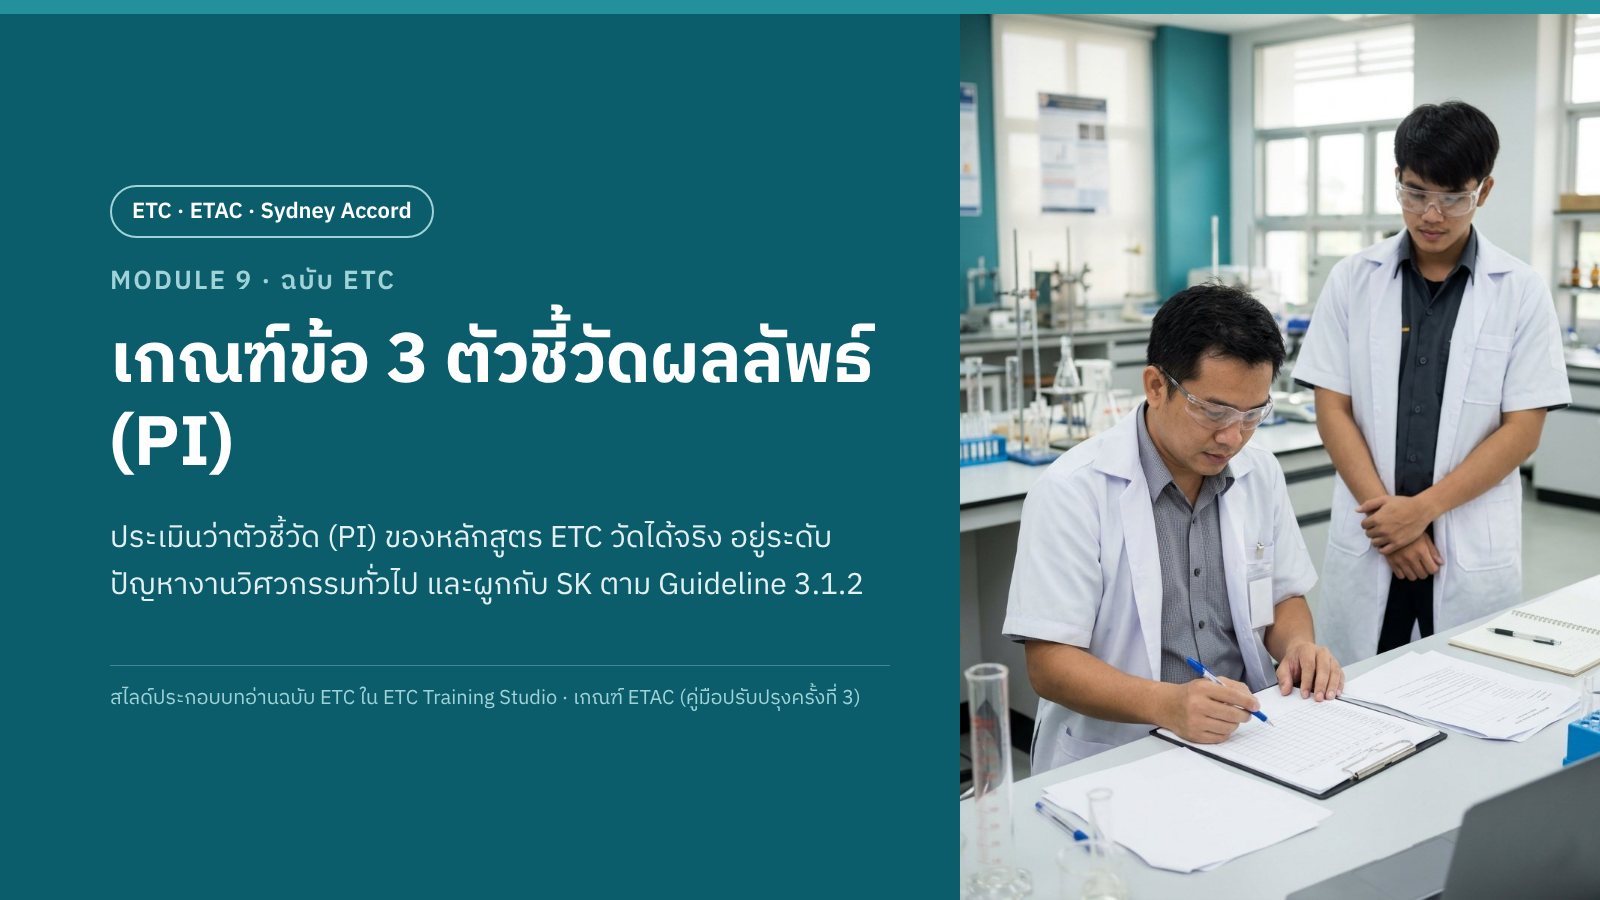 ETC · ETAC · Sydney Accord
MODULE 9 · ฉบับ ETC
เกณฑ์ข้อ 3 ตัวชี้วัดผลลัพธ์
(PI)
ประเมินว่าตัวชี้วัด (PI) ของหลักสูตร ETC วัดได้จริง อยู่ระดับ
ปัญหางานวิศวกรรมทั่วไป และผูกกับ SK ตาม Guideline 3.1.2
สไลด์ประกอบบทอ่านฉบับ ETC ใน ETC Training Studio · เกณฑ์ ETAC (คู่มือปรับปรุงครั้งที่ 3)